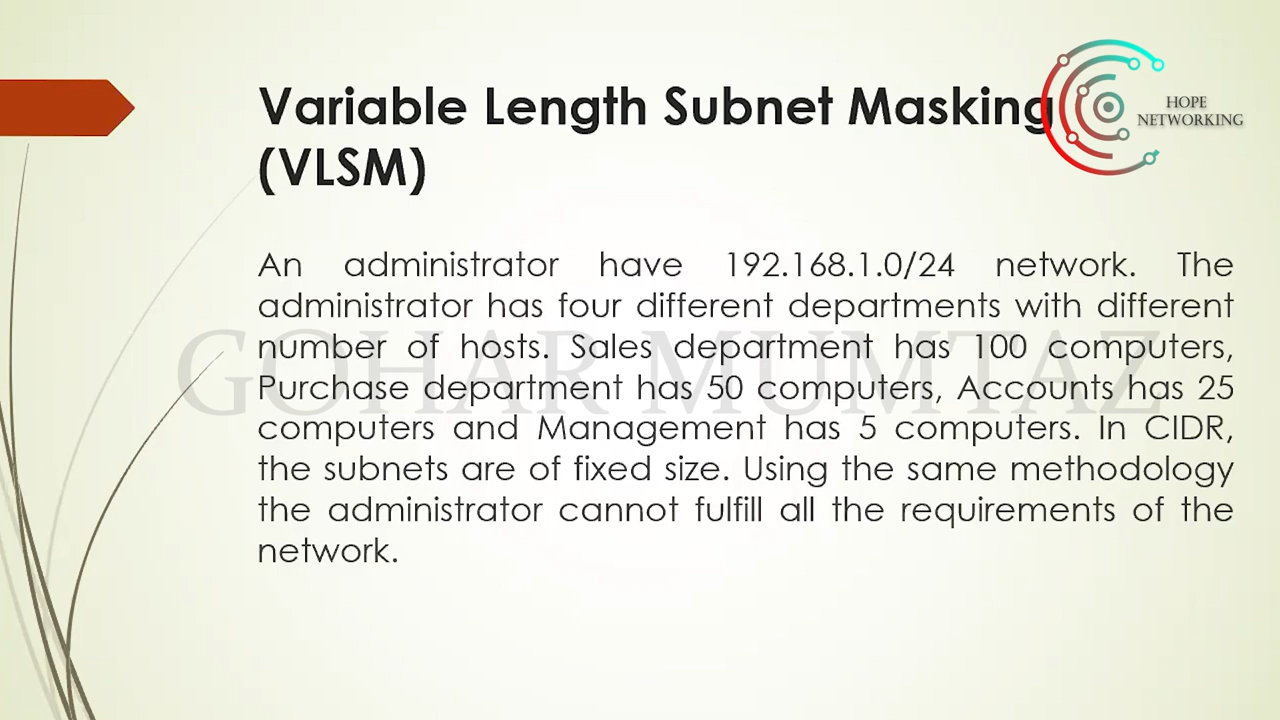 Variable Length Subnet Masking
(VLSM)
HOPE
NETWORKING
An administrator have 192.168.1.0/24 network. The
administrator has four different departments with different
number of hosts. Sales department has 100 computers,
Purchase department has 50 computers, Accounts has 25
computers and Management has 5 computers. In CIDR,
the subnets are of fixed size. Using the same methodology
the administrator cannot fulfill all the requirements of the
network.
GOHAR MUMTAZ